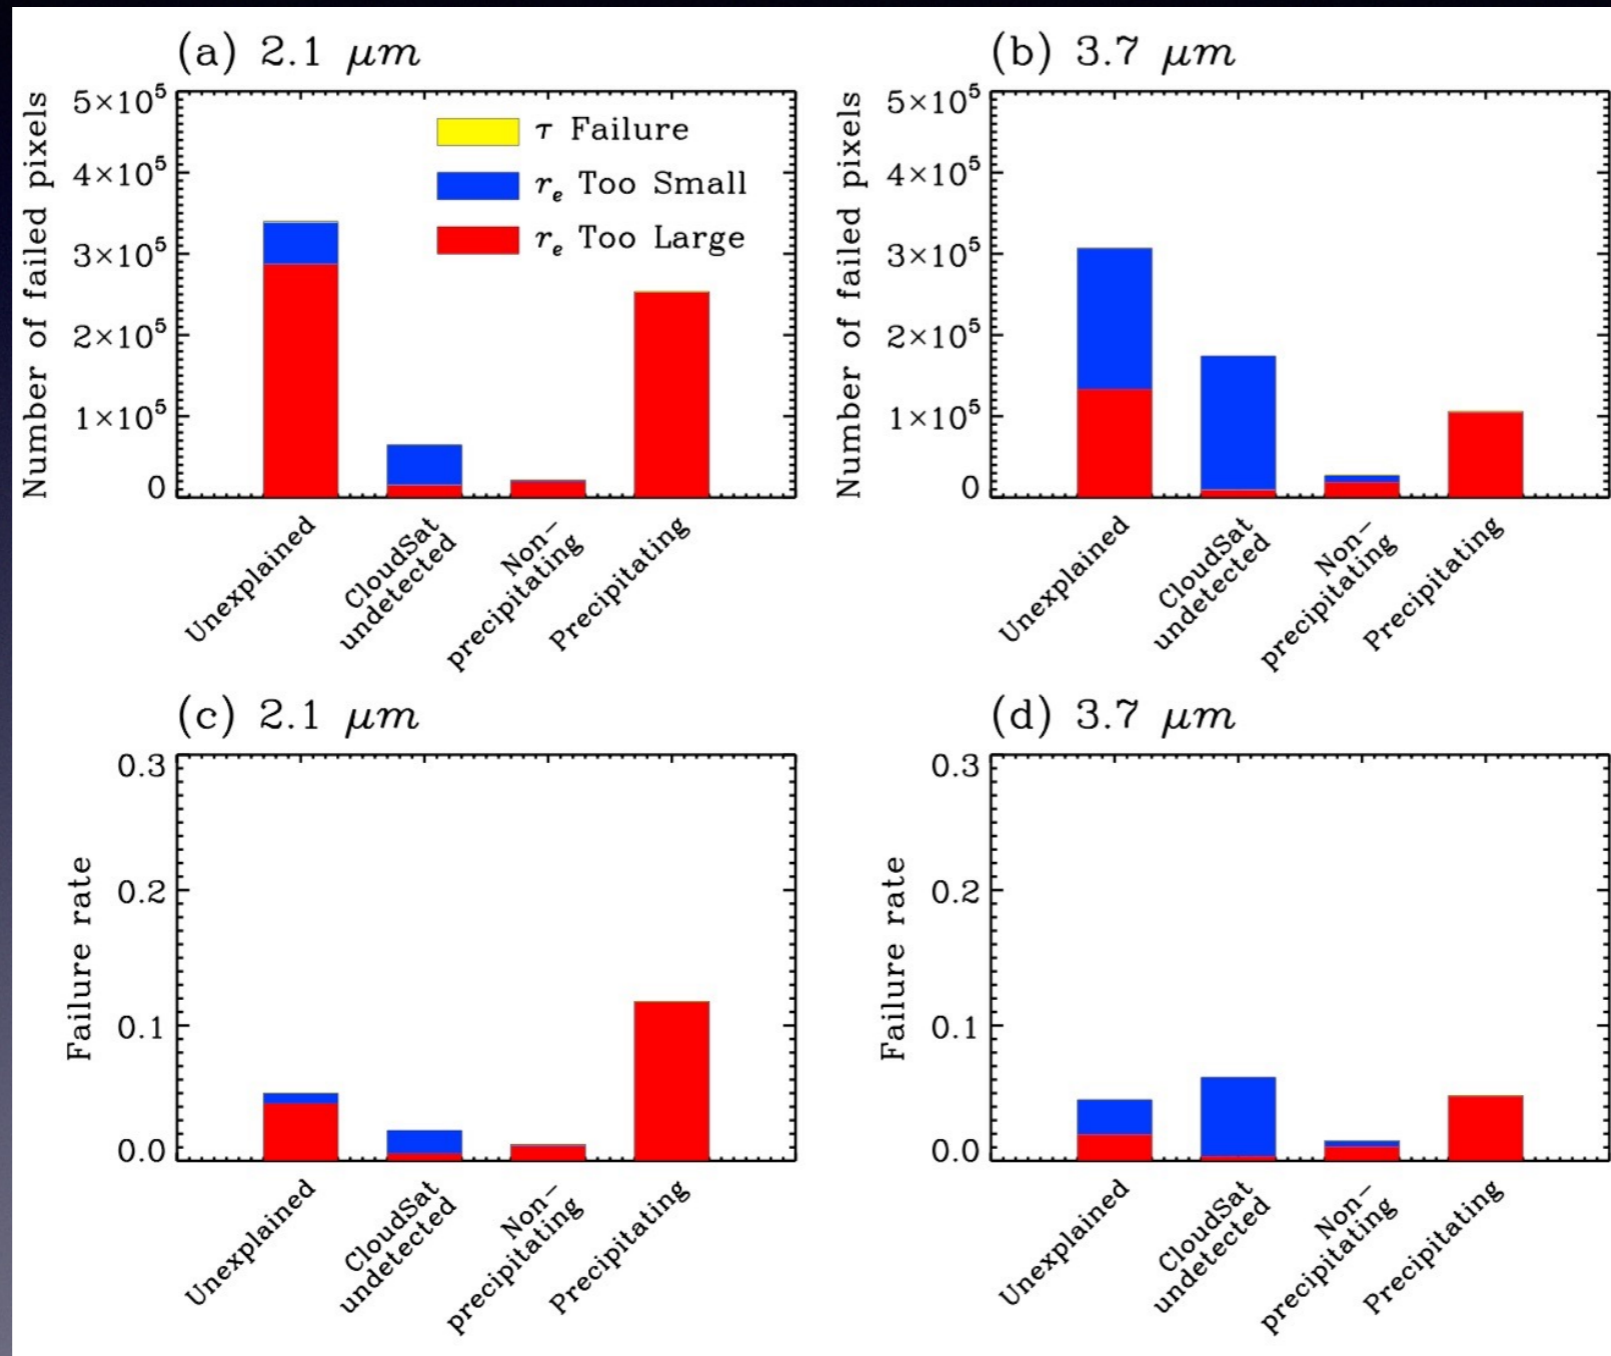 (a) 2.1 μm
Number of failed pixels
5×10⁵
4×10⁵
3×10⁵
2×10⁵
1×10⁵
0
τ Failure
rₑ Too Small
rₑ Too Large
Unexplained
CloudSat
undetected
Non-
precipitating
Precipitating
(b) 3.7 μm
Number of failed pixels
5×10⁵
4×10⁵
3×10⁵
2×10⁵
1×10⁵
0
Unexplained
CloudSat
undetected
Non-
precipitating
Precipitating
(c) 2.1 μm
Failure rate
0.3
0.2
0.1
0.0
Unexplained
CloudSat
undetected
Non-
precipitating
Precipitating
(d) 3.7 μm
Failure rate
0.3
0.2
0.1
0.0
Unexplained
CloudSat
undetected
Non-
precipitating
Precipitating